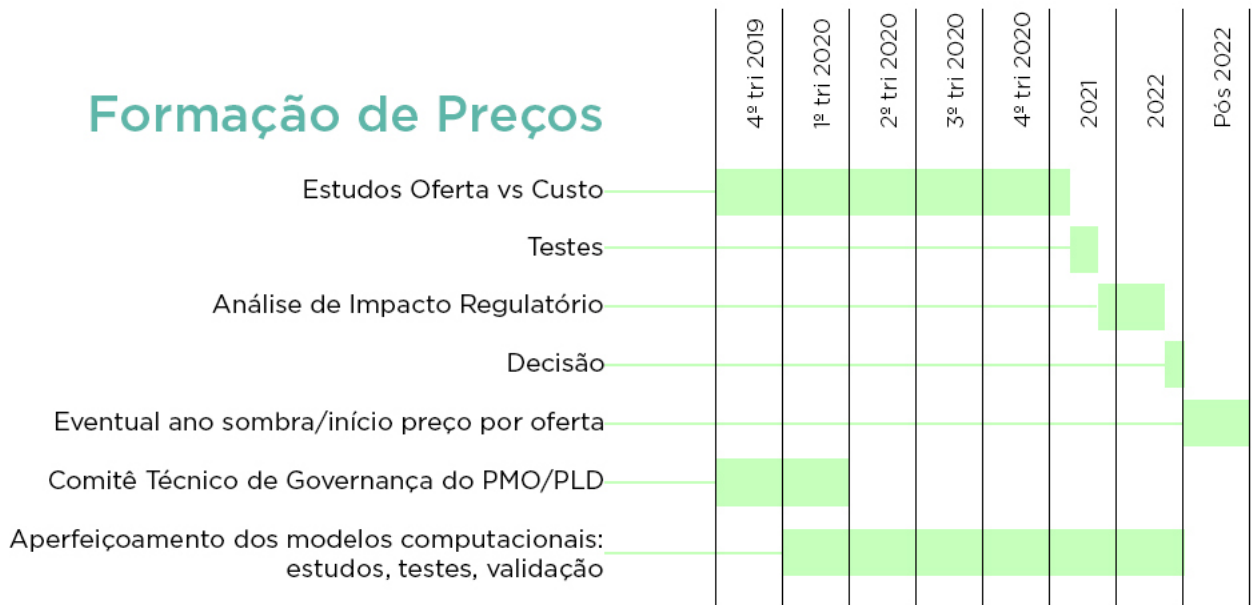 4º tri 2019
1º tri 2020
2º tri 2020
3º tri 2020
4º tri 2020
2021
2022
Pós 2022
Formação de Preços
Estudos Oferta vs Custo
Testes
Análise de Impacto Regulatório
Decisão
Eventual ano sombra/início preço por oferta
Comitê Técnico de Governança do PMO/PLD
Aperfeiçoamento dos modelos computacionais:
estudos, testes, validação